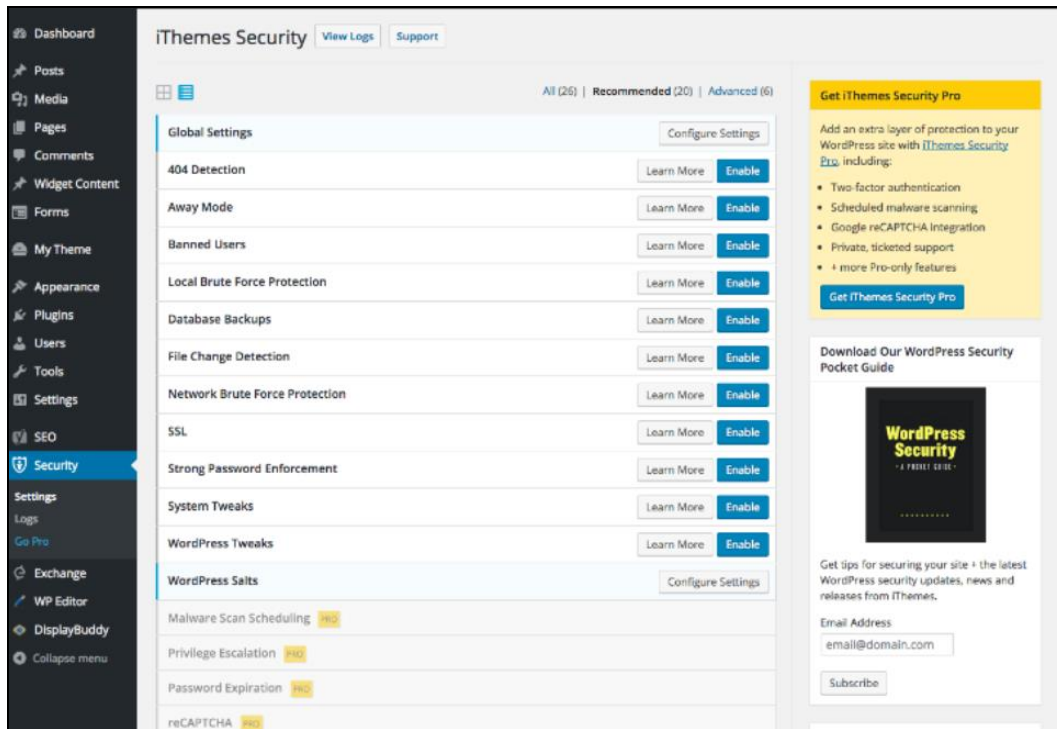 Dashboard
Posts
Media
Pages
Comments
Widget Content
Forms
My Theme
Appearance
Plugins
Users
Tools
Settings
SEO
Security
Settings
Logs
Go Pro
Exchange
WP Editor
DisplayBuddy
Collapse menu
iThemes Security View Logs Support
All (26) | Recommended (20) | Advanced (6)
Global Settings Configure Settings
404 Detection Learn More Enable
Away Mode Learn More Enable
Banned Users Learn More Enable
Local Brute Force Protection Learn More Enable
Database Backups Learn More Enable
File Change Detection Learn More Enable
Network Brute Force Protection Learn More Enable
SSL Learn More Enable
Strong Password Enforcement Learn More Enable
System Tweaks Learn More Enable
WordPress Tweaks Learn More Enable
WordPress Salts Configure Settings
Malware Scan Scheduling PRO
Privilege Escalation PRO
Password Expiration PRO
reCAPTCHA PRO
Get iThemes Security Pro
Add an extra layer of protection to your
WordPress site with iThemes Security
Pro, including:
• Two-factor authentication
• Scheduled malware scanning
• Google reCAPTCHA integration
• Private, ticketed support
• + more Pro-only features
Get iThemes Security Pro
Download Our WordPress Security
Pocket Guide
WordPress
Security
- A POCKET GUIDE -
Get tips for securing your site + the latest
WordPress security updates, news and
releases from iThemes.
Email Address
email@domain.com
Subscribe